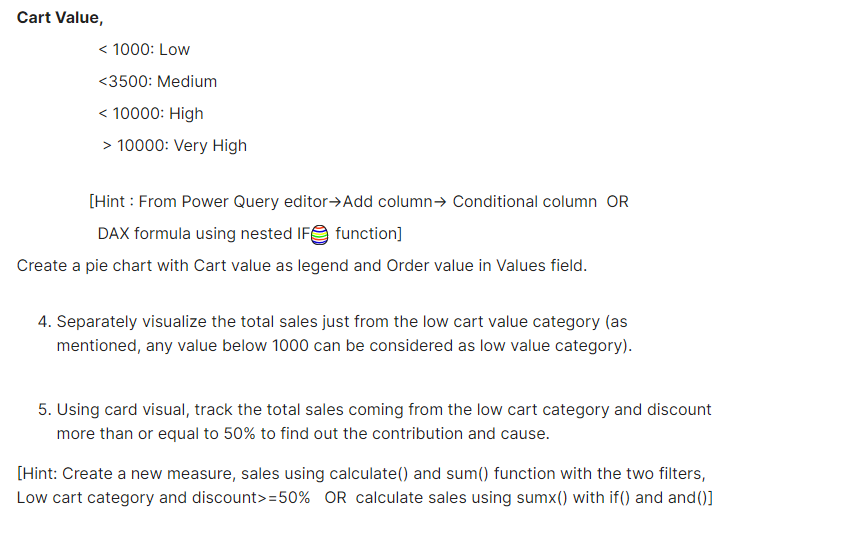 Cart Value,
< 1000: Low
<3500: Medium
< 10000: High
> 10000: Very High
[Hint : From Power Query editor→Add column→ Conditional column OR
DAX formula using nested IF function]
Create a pie chart with Cart value as legend and Order value in Values field.
4. Separately visualize the total sales just from the low cart value category (as
mentioned, any value below 1000 can be considered as low value category).
5. Using card visual, track the total sales coming from the low cart category and discount
more than or equal to 50% to find out the contribution and cause.
[Hint: Create a new measure, sales using calculate() and sum() function with the two filters,
Low cart category and discount>=50% OR calculate sales using sumx() with if() and and()]